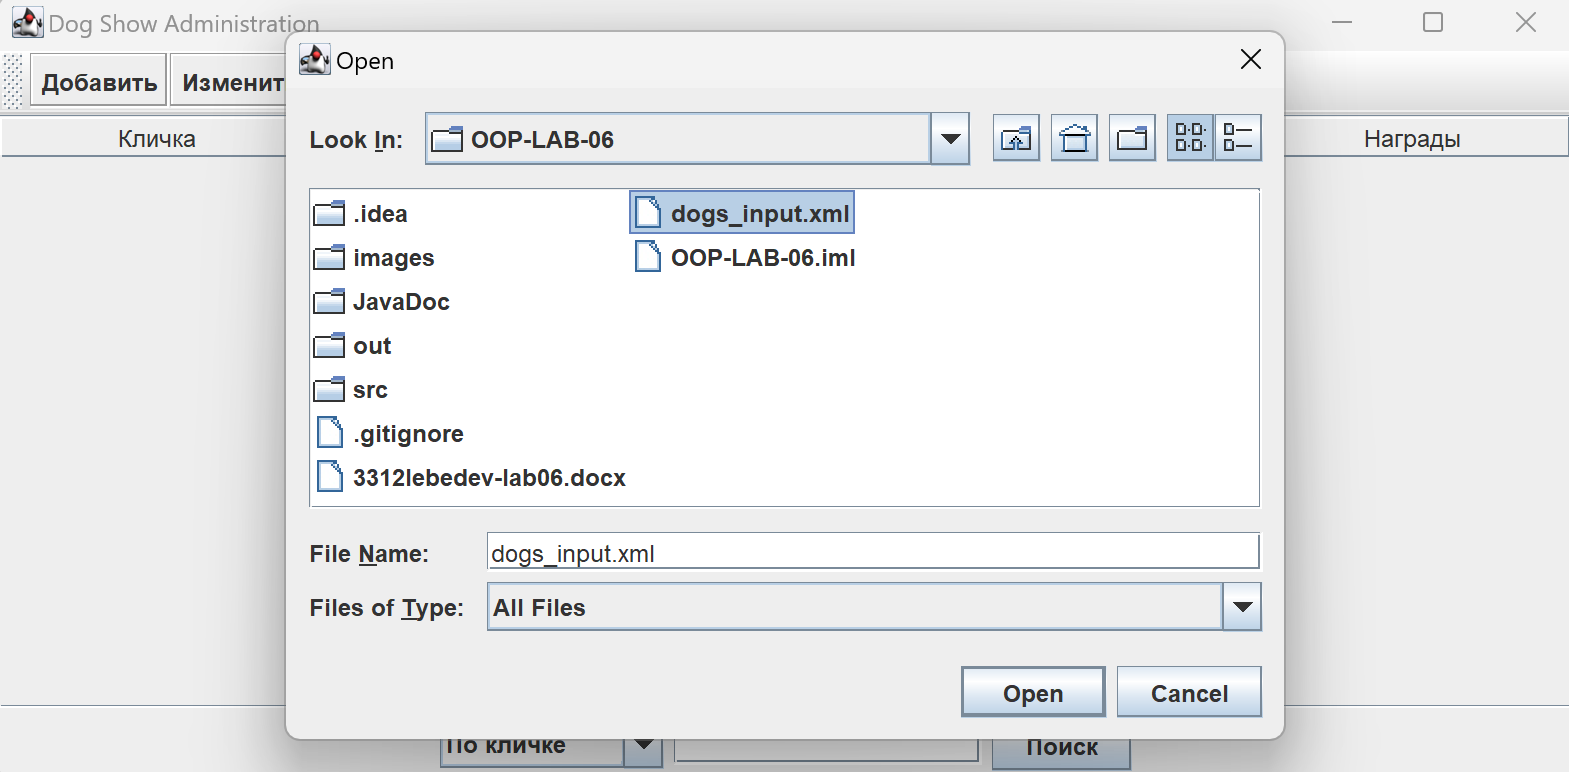 Dog Show Administration
Open
Добавить
Изменит
Look In:
OOP-LAB-06
Кличка
Награды
.idea
images
JavaDoc
out
src
.gitignore
3312lebedev-lab06.docx
dogs_input.xml
OOP-LAB-06.iml
File Name:
dogs_input.xml
Files of Type:
All Files
Open
Cancel
По кличке
Поиск